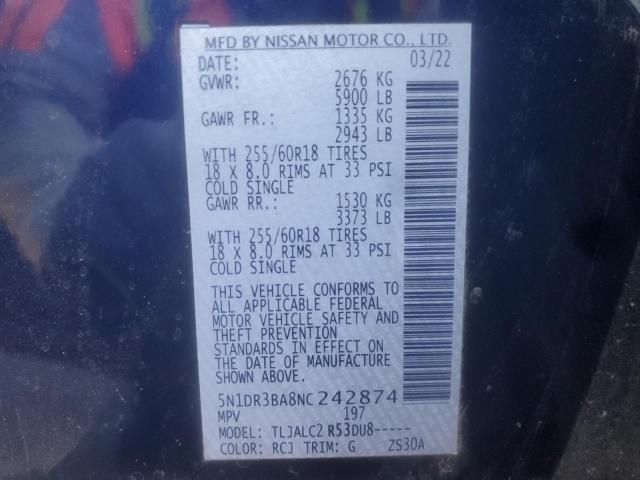 MFD BY NISSAN MOTOR CO., LTD.
DATE: 03/22
GVWR: 2676 KG
5900 LB
GAWR FR.: 1335 KG
2943 LB
WITH 255/60R18 TIRES
18 X 8.0 RIMS AT 33 PSI
COLD SINGLE
GAWR RR.: 1530 KG
3373 LB
WITH 255/60R18 TIRES
18 X 8.0 RIMS AT 33 PSI
COLD SINGLE
THIS VEHICLE CONFORMS TO
ALL APPLICABLE FEDERAL
MOTOR VEHICLE SAFETY AND
THEFT PREVENTION
STANDARDS IN EFFECT ON
THE DATE OF MANUFACTURE
SHOWN ABOVE.
5N1DR3BA8NC242874
MPV 197
MODEL: TLJALC2 R53DU8-----
COLOR: RCJ TRIM: G ZS30A